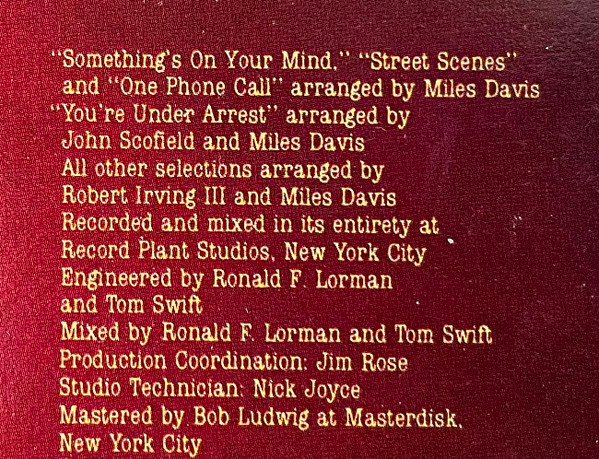 "Something's On Your Mind," "Street Scenes"
and "One Phone Call" arranged by Miles Davis
"You're Under Arrest" arranged by
John Scofield and Miles Davis
All other selections arranged by
Robert Irving III and Miles Davis
Recorded and mixed in its entirety at
Record Plant Studios, New York City
Engineered by Ronald F. Lorman
and Tom Swift
Mixed by Ronald F. Lorman and Tom Swift
Production Coordination: Jim Rose
Studio Technician: Nick Joyce
Mastered by Bob Ludwig at Masterdisk,
New York City